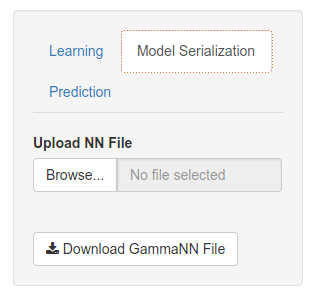 Learning
Model Serialization
Prediction
Upload NN File
Browse... No file selected
Download GammaNN File